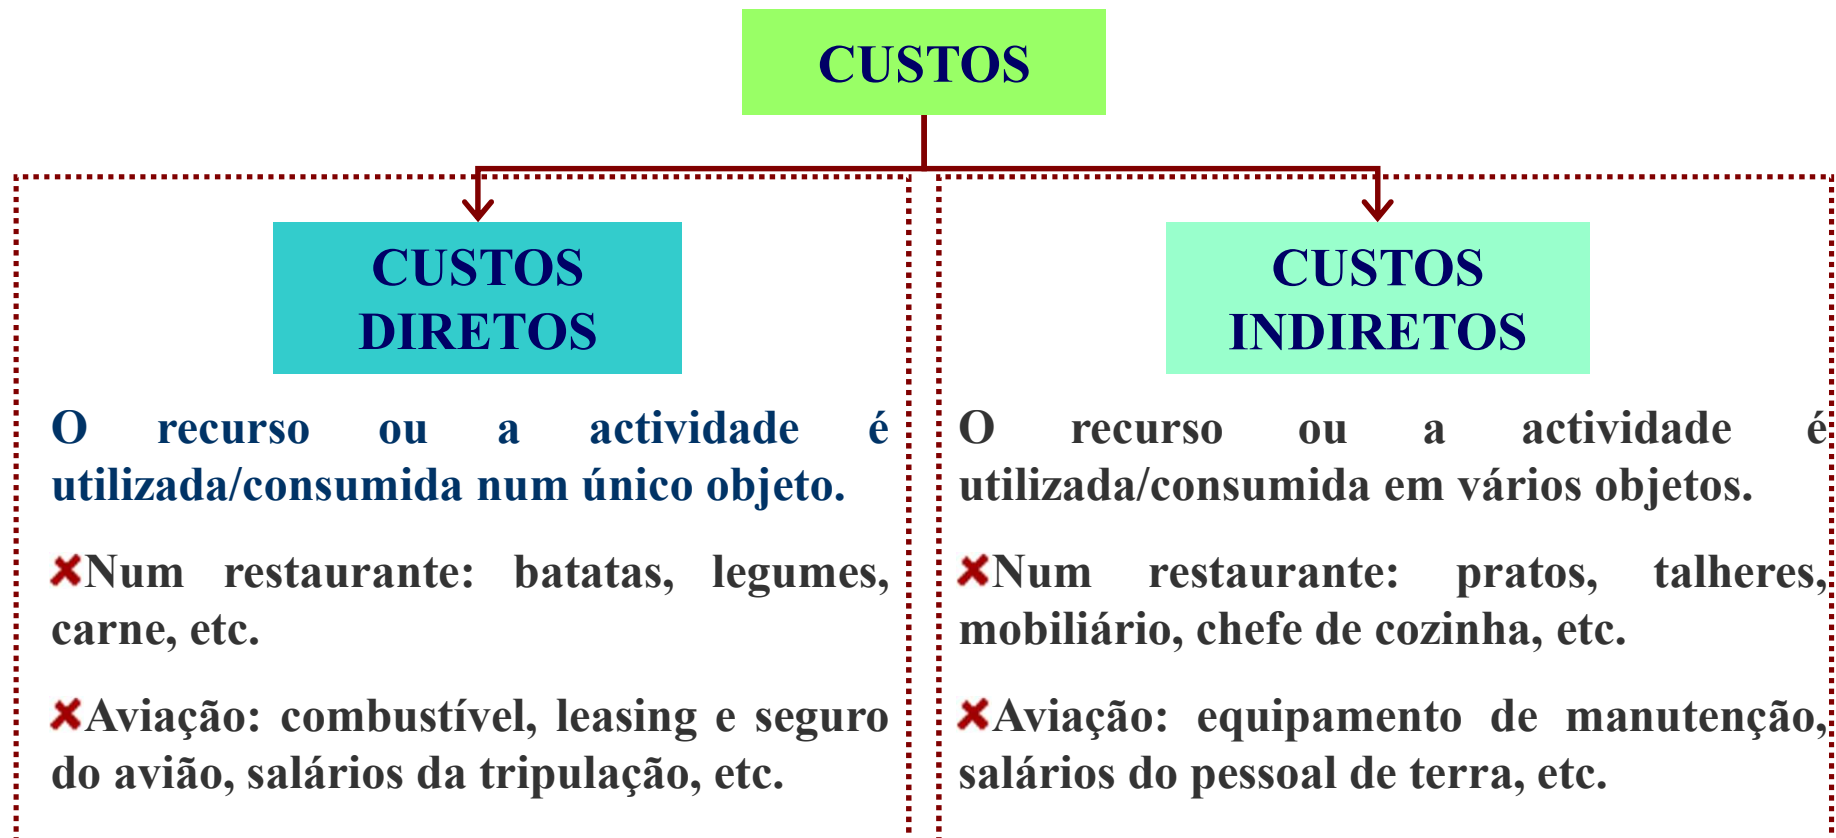 CUSTOS
CUSTOS
DIRETOS
O recurso ou a actividade é
utilizada/consumida num único objeto.
✘Num restaurante: batatas, legumes,
carne, etc.
✘Aviação: combustível, leasing e seguro
do avião, salários da tripulação, etc.
CUSTOS
INDIRETOS
O recurso ou a actividade é
utilizada/consumida em vários objetos.
✘Num restaurante: pratos, talheres,
mobiliário, chefe de cozinha, etc.
✘Aviação: equipamento de manutenção,
salários do pessoal de terra, etc.